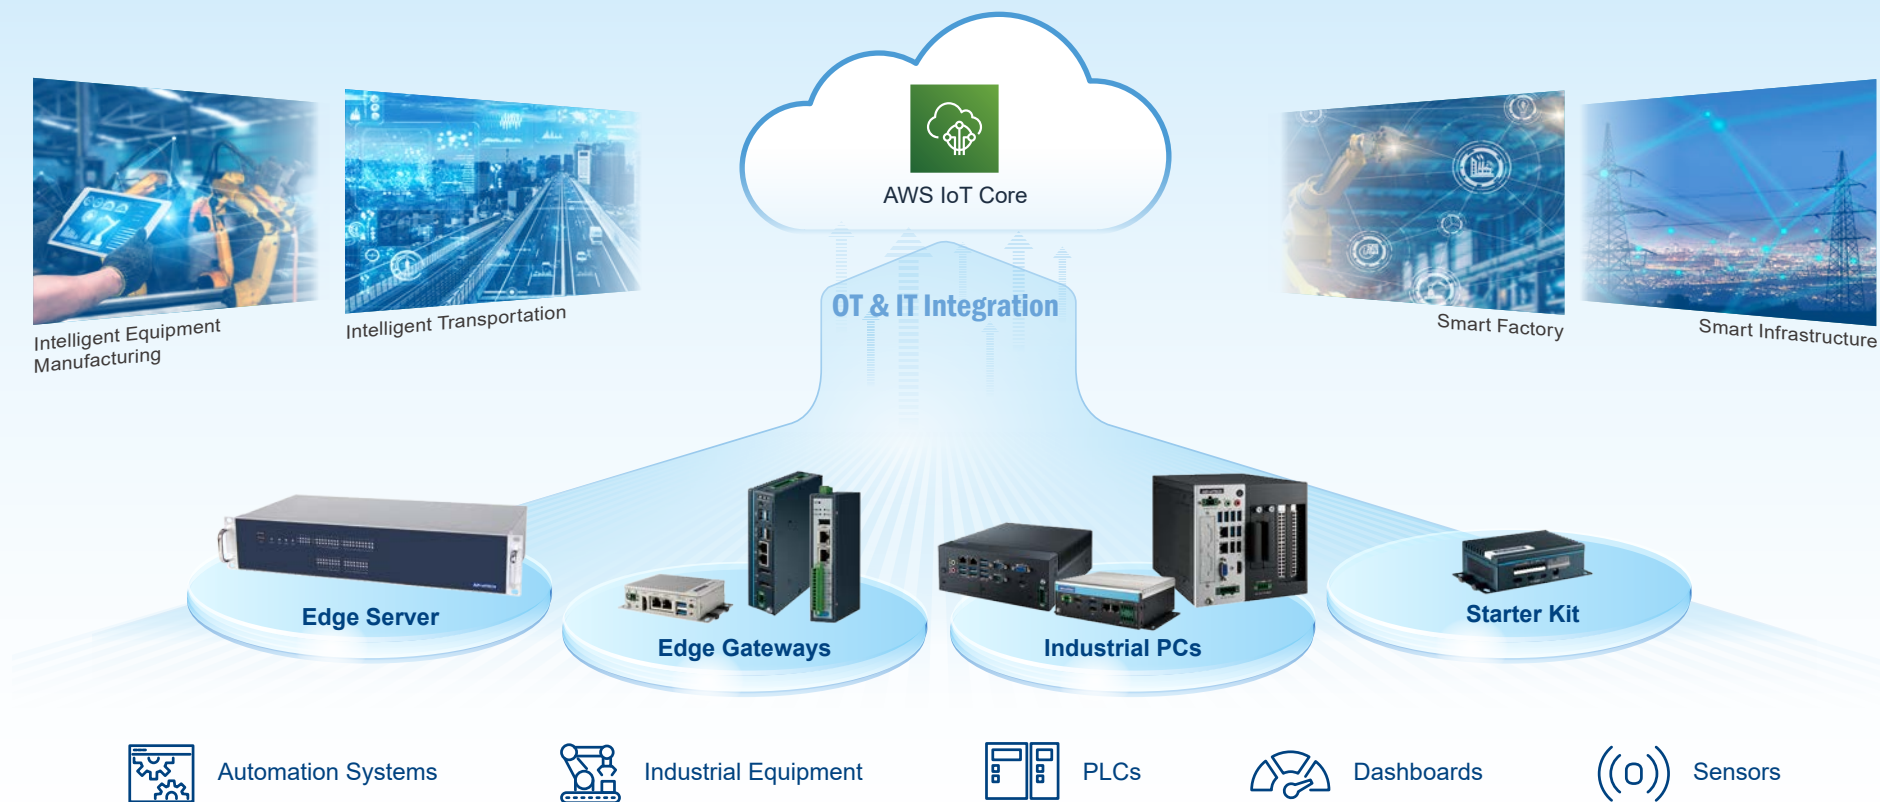 AWS IoT Core
OT & IT Integration
Intelligent Equipment
Manufacturing
Intelligent Transportation
Smart Factory
Smart Infrastructure
Edge Server
Edge Gateways
Industrial PCs
Starter Kit
Automation Systems
Industrial Equipment
PLCs
Dashboards
Sensors